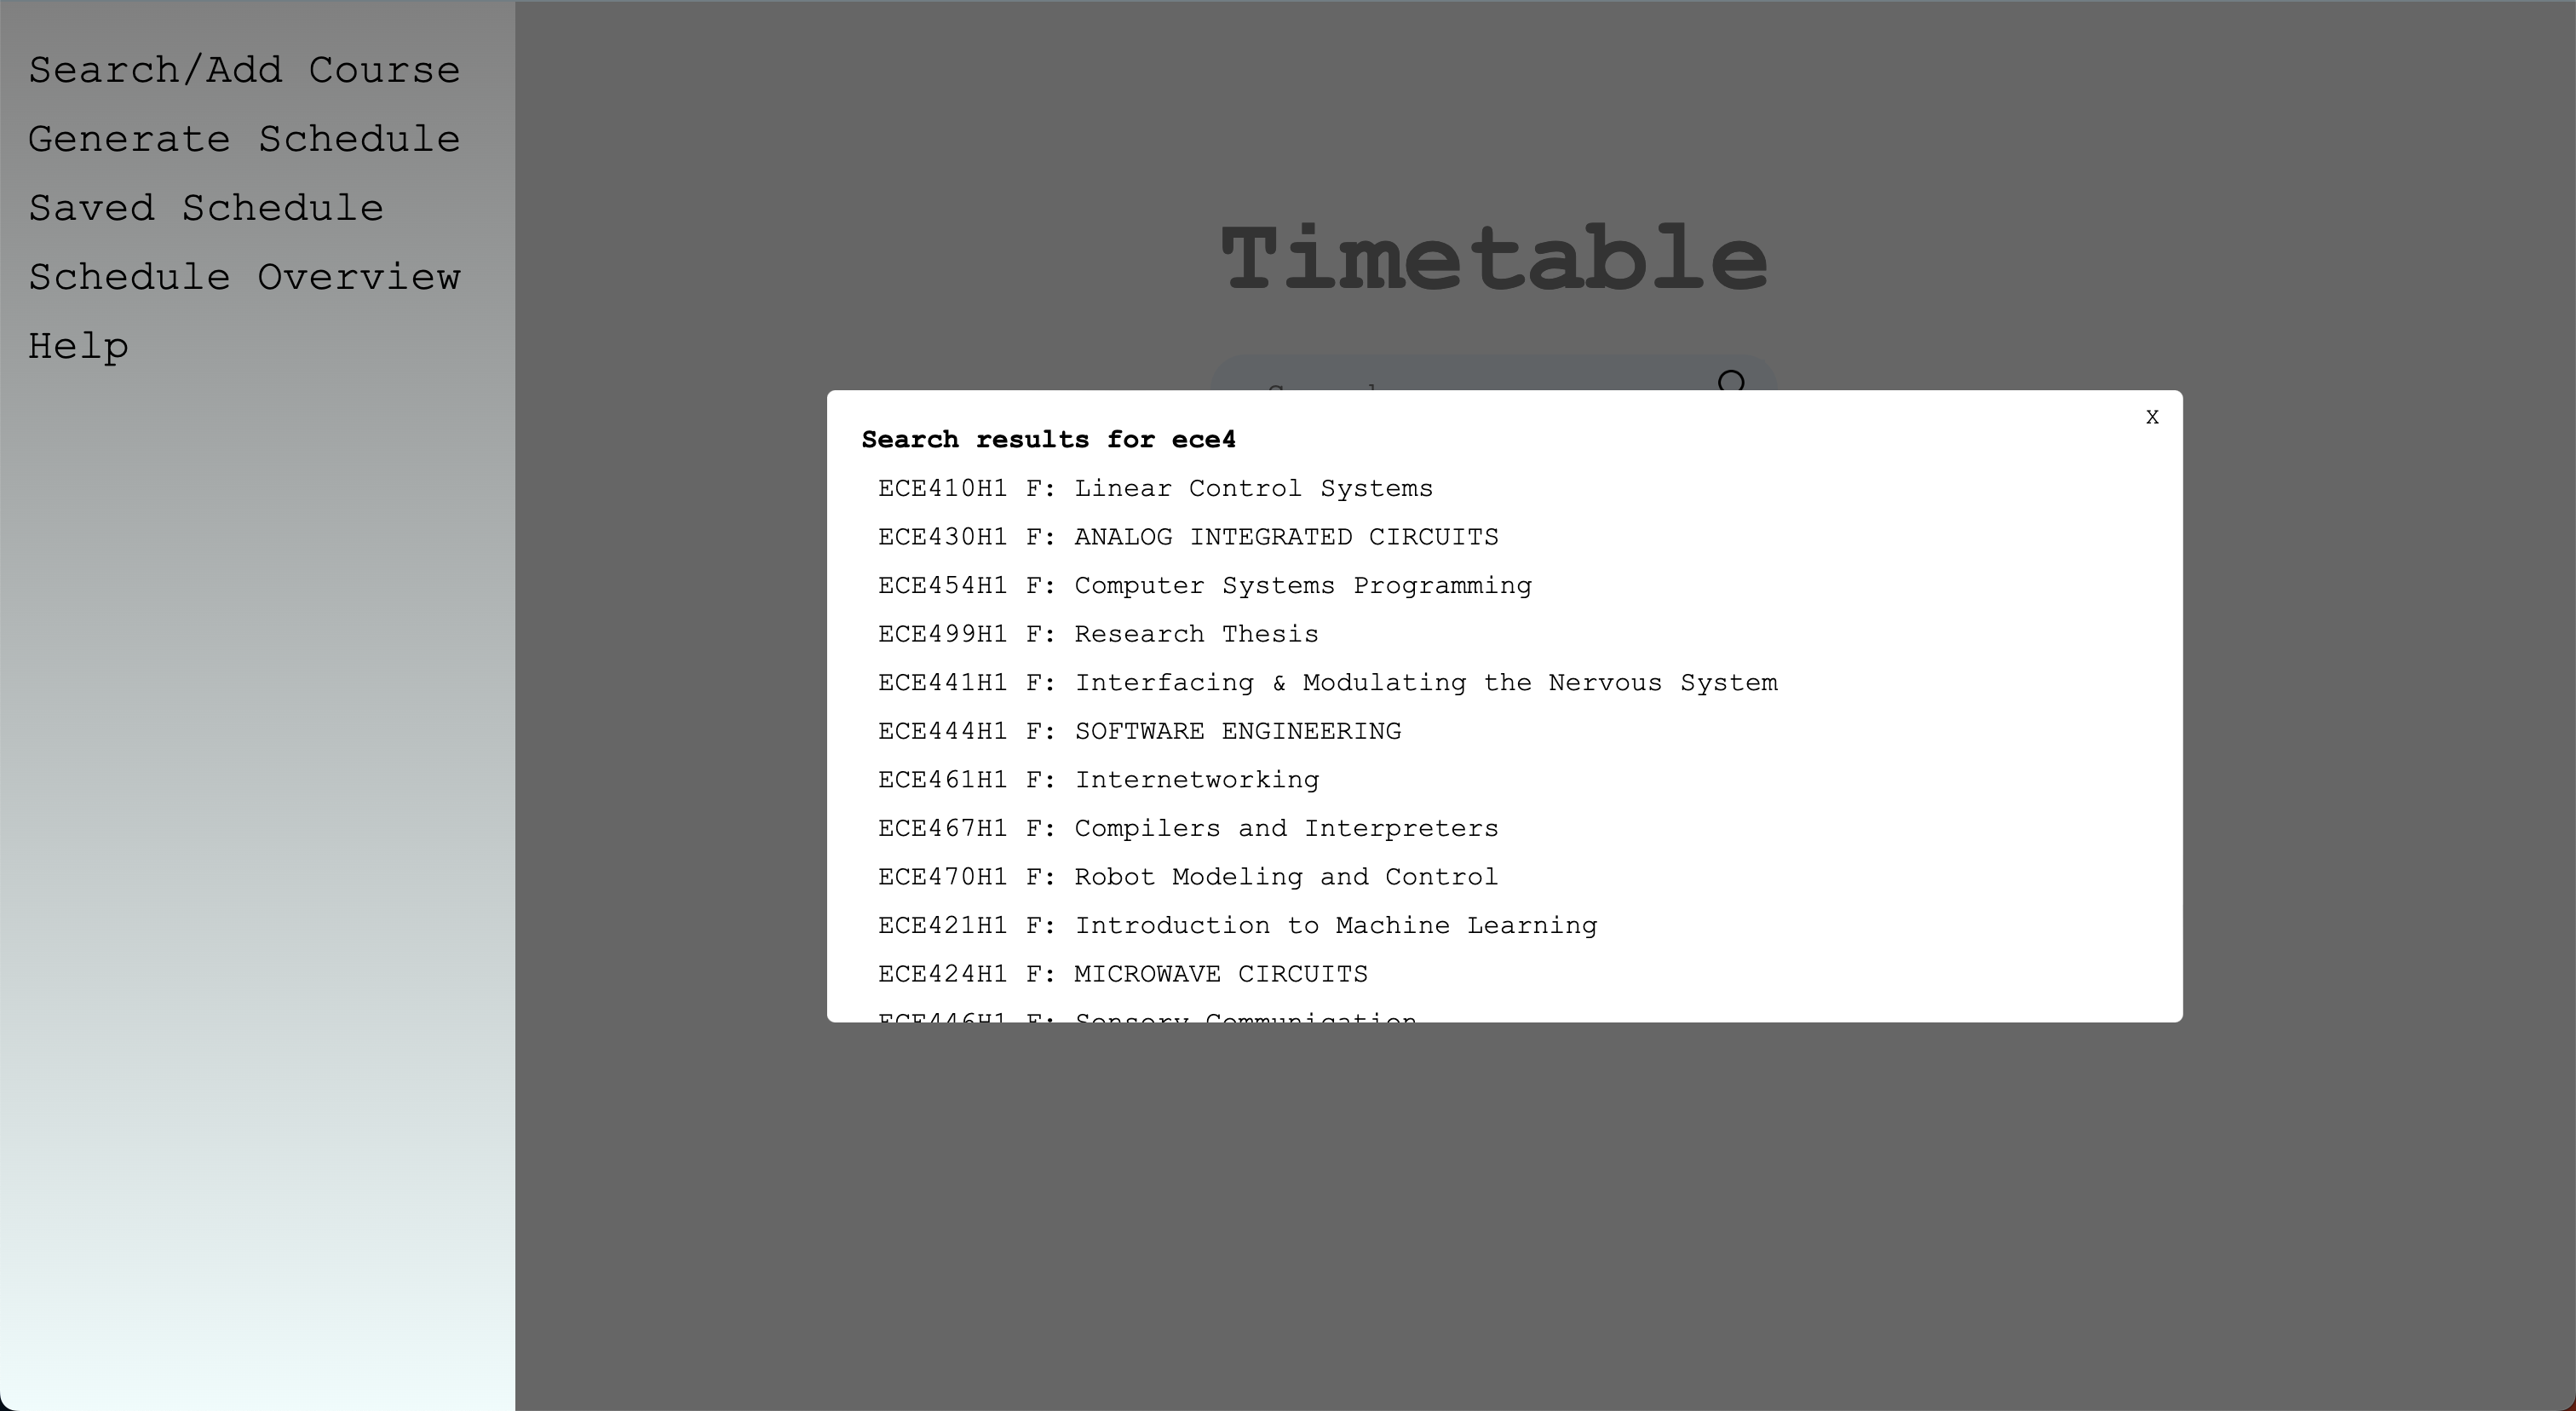 Search/Add Course
Generate Schedule
Saved Schedule
Schedule Overview
Help
Timetable
X
Search results for ece4
ECE410H1 F: Linear Control Systems
ECE430H1 F: ANALOG INTEGRATED CIRCUITS
ECE454H1 F: Computer Systems Programming
ECE499H1 F: Research Thesis
ECE441H1 F: Interfacing & Modulating the Nervous System
ECE444H1 F: SOFTWARE ENGINEERING
ECE461H1 F: Internetworking
ECE467H1 F: Compilers and Interpreters
ECE470H1 F: Robot Modeling and Control
ECE421H1 F: Introduction to Machine Learning
ECE424H1 F: MICROWAVE CIRCUITS
ECE446H1 F: Sensory Communication